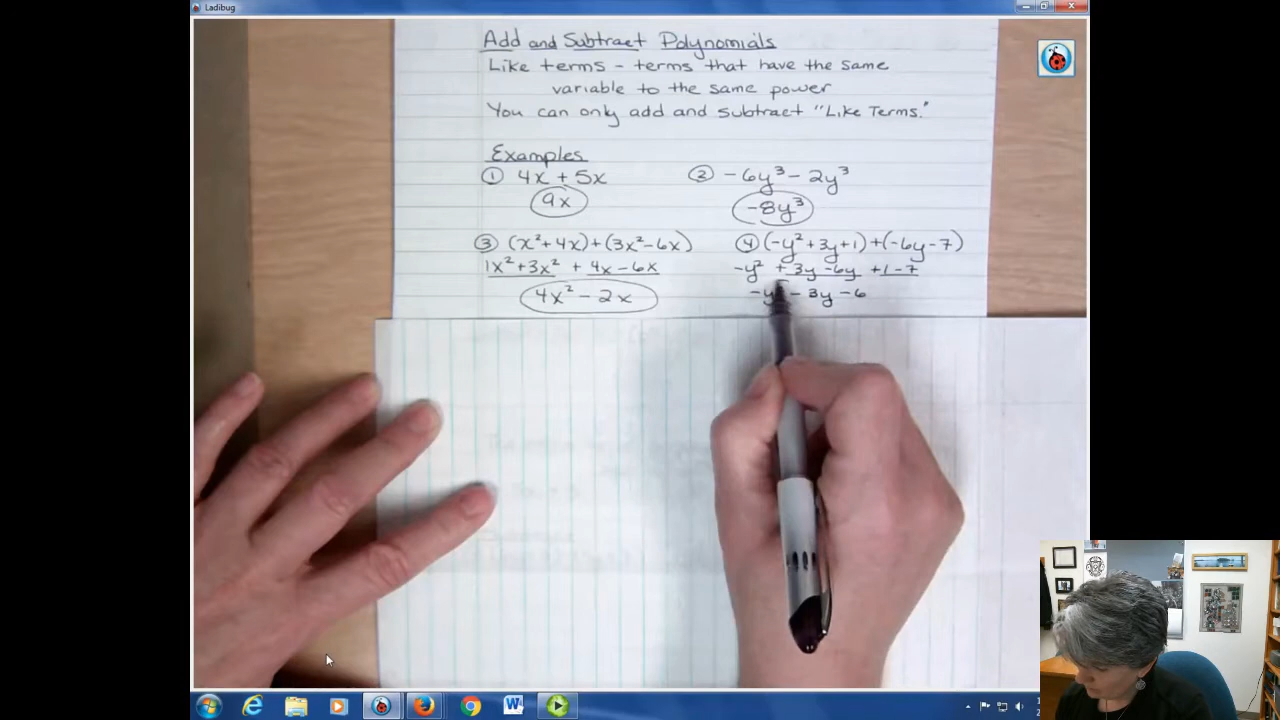 Ladibug
Add and Subtract Polynomials
Like terms - terms that have the same
variable to the same power
You can only add and subtract "Like Terms."
Examples
① 4x + 5x
9x
② -6y³ - 2y³
-8y³
③ (x²+4x)+(3x²-6x)
1x²+3x² + 4x-6x
4x² - 2x
④ (-y²+3y+1)+(-6y-7)
-y² +3y-6y +1-7
-y - 3y -6